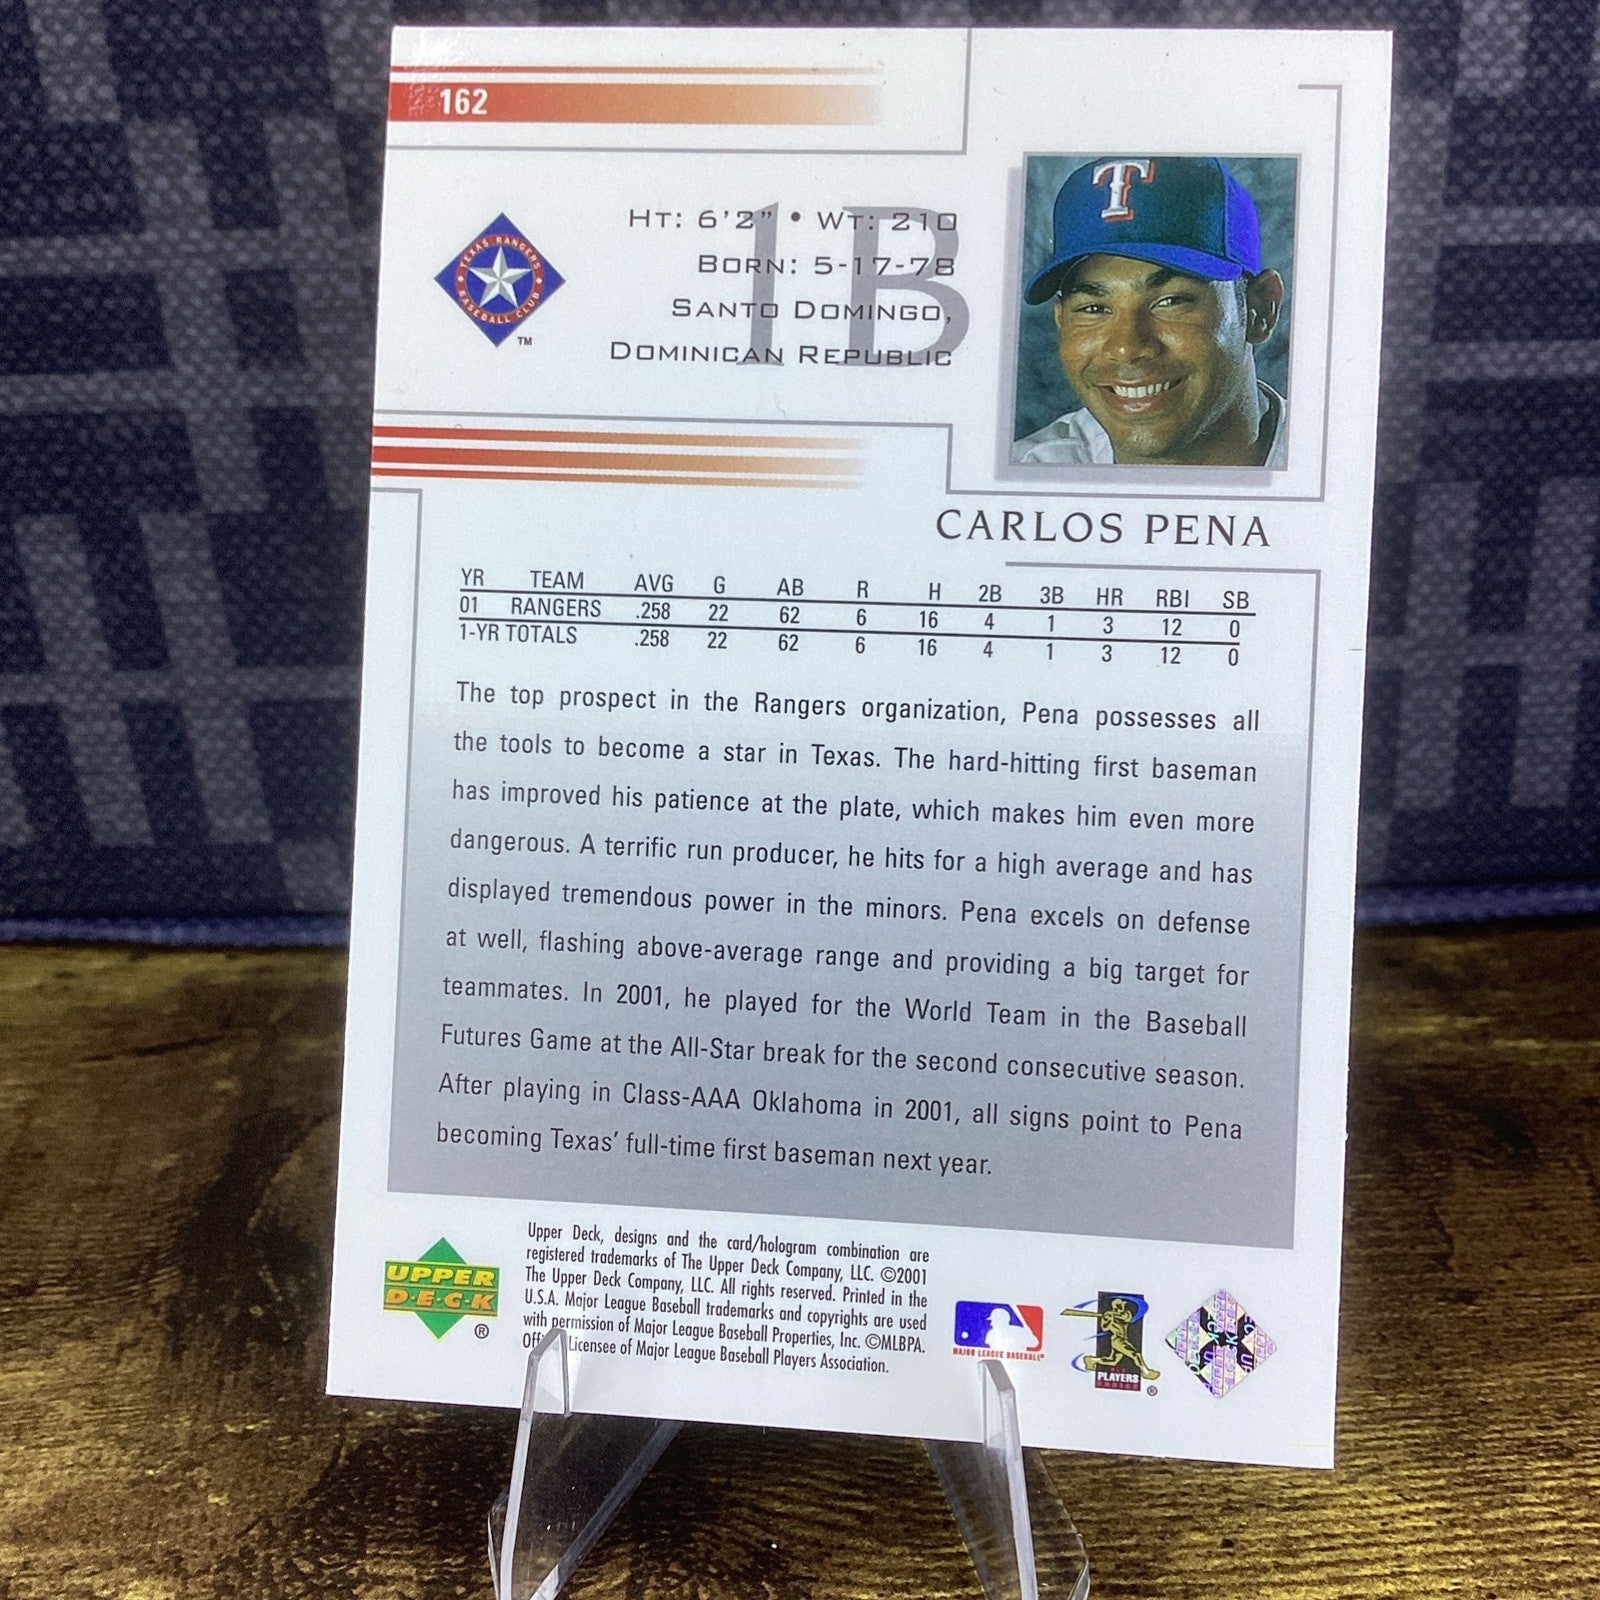 162
1B
HT: 6'2" • WT: 210
BORN: 5-17-78
SANTO DOMINGO,
DOMINICAN REPUBLIC
TEXAS RANGERS
BASEBALL CLUB
TM
T
CARLOS PENA
YR TEAM AVG G AB R H 2B 3B HR RBI SB
01 RANGERS .258 22 62 6 16 4 1 3 12 0
1-YR TOTALS .258 22 62 6 16 4 1 3 12 0
The top prospect in the Rangers organization, Pena possesses all
the tools to become a star in Texas. The hard-hitting first baseman
has improved his patience at the plate, which makes him even more
dangerous. A terrific run producer, he hits for a high average and has
displayed tremendous power in the minors. Pena excels on defense
at well, flashing above-average range and providing a big target for
teammates. In 2001, he played for the World Team in the Baseball
Futures Game at the All-Star break for the second consecutive season.
After playing in Class-AAA Oklahoma in 2001, all signs point to Pena
becoming Texas' full-time first baseman next year.
UPPER
D·E·C·K
®
Upper Deck, designs and the card/hologram combination are
registered trademarks of The Upper Deck Company, LLC. ©2001
The Upper Deck Company, LLC. All rights reserved. Printed in the
U.S.A. Major League Baseball trademarks and copyrights are used
with permission of Major League Baseball Properties, Inc. ©MLBPA.
Licensee of Major League Baseball Players Association.
MAJOR LEAGUE BASEBALL
PLAYERS
CHOICE
®